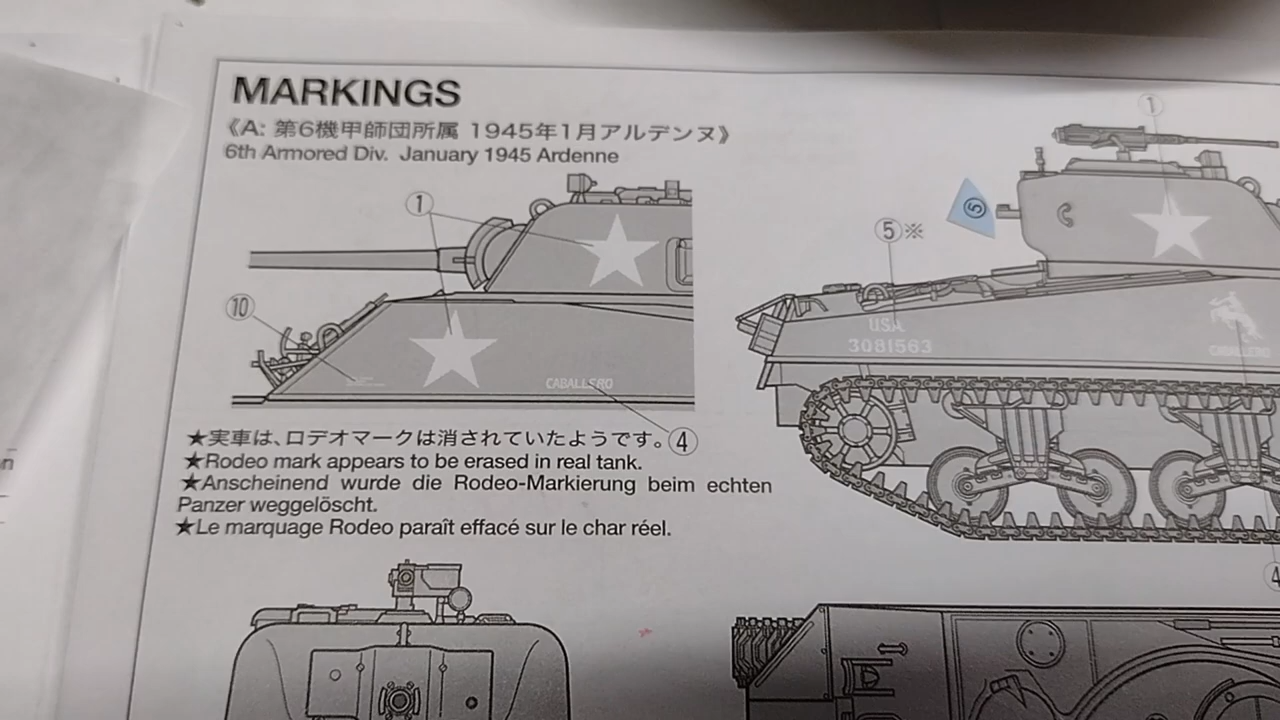 MARKINGS
《A: 第6機甲師団所属 1945年1月アルデンヌ》
6th Armored Div. January 1945 Ardenne
1
1
5
5※
10
U.S.A.
3081563
CABALLERO
CABALLERO
4
★実車は、ロデオマークは消されていたようです。
★Rodeo mark appears to be erased in real tank.
★Anscheinend wurde die Rodeo-Markierung beim echten
Panzer weggelöscht.
★Le marquage Rodeo paraît effacé sur le char réel.
n
4